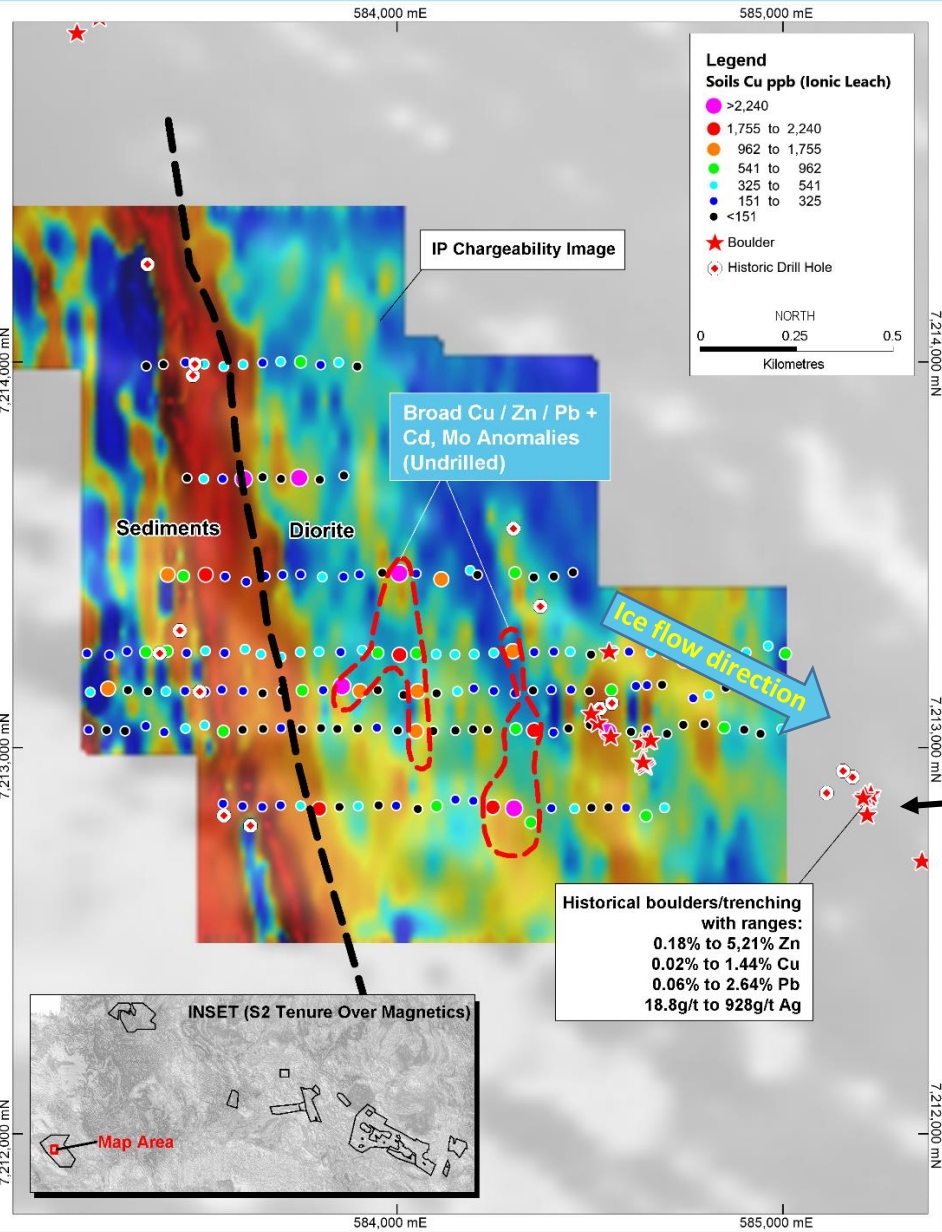 584,000 mE
585,000 mE
Legend
Soils Cu ppb (Ionic Leach)
>2,240
1,755 to 2,240
962 to 1,755
541 to 962
325 to 541
151 to 325
<151
Boulder
Historic Drill Hole
NORTH
0 0.25 0.5
Kilometres
IP Chargeability Image
7,214,000 mN
7,214,000 mN
Broad Cu / Zn / Pb +
Cd, Mo Anomalies
(Undrilled)
Sediments
Diorite
Ice flow direction
7,213,000 mN
7,213,000 mN
Historical boulders/trenching
with ranges:
0.18% to 5,21% Zn
0.02% to 1.44% Cu
0.06% to 2.64% Pb
18.8g/t to 928g/t Ag
INSET (S2 Tenure Over Magnetics)
Map Area
7,212,000 mN
7,212,000 mN
584,000 mE
585,000 mE